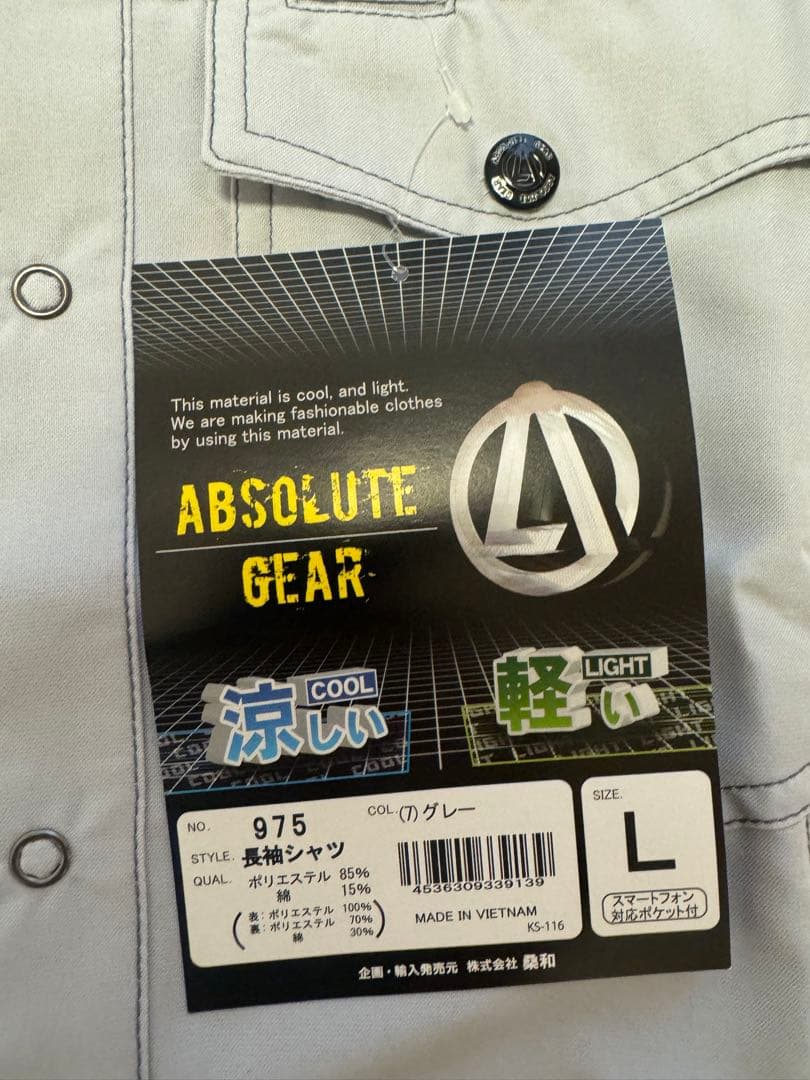 ABSOLUTE GEAR
This material is cool, and light.
We are making fashionable clothes
by using this material.
ABSOLUTE
GEAR
涼しい COOL
軽い LIGHT
NO. 975
COL. (7)グレー
STYLE. 長袖シャツ
QUAL. ポリエステル 85%
綿 15%
(表:ポリエステル 100%
裏:ポリエステル 70%
綿 30%)
4536309339139
MADE IN VIETNAM
KS-116
SIZE.
L
スマートフォン
対応ポケット付
企画・輸入発売元 株式会社 桑和